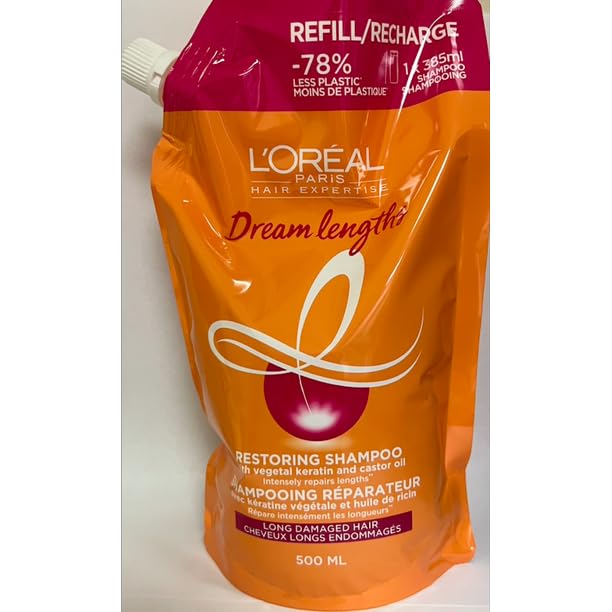 REFILL/RECHARGE
-78%
LESS PLASTIC*
MOINS DE PLASTIQUE*
385ml
SHAMPOO
SHAMPOOING
L'ORÉAL
PARIS
HAIR EXPERTISE
Dream lengths
RESTORING SHAMPOO
with vegetal keratin and castor oil
Intensely repairs lengths**
SHAMPOOING RÉPARATEUR
avec kératine végétale et huile de ricin
Répare intensément les longueurs**
LONG DAMAGED HAIR
CHEVEUX LONGS ENDOMMAGÉS
500 ML